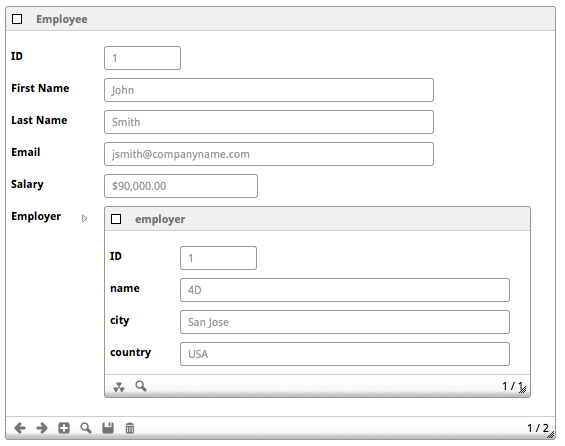 Employee
ID 1
First Name John
Last Name Smith
Email jsmith@companyname.com
Salary $90,000.00
Employer employer
ID 1
name 4D
city San Jose
country USA
1 / 1
1 / 2